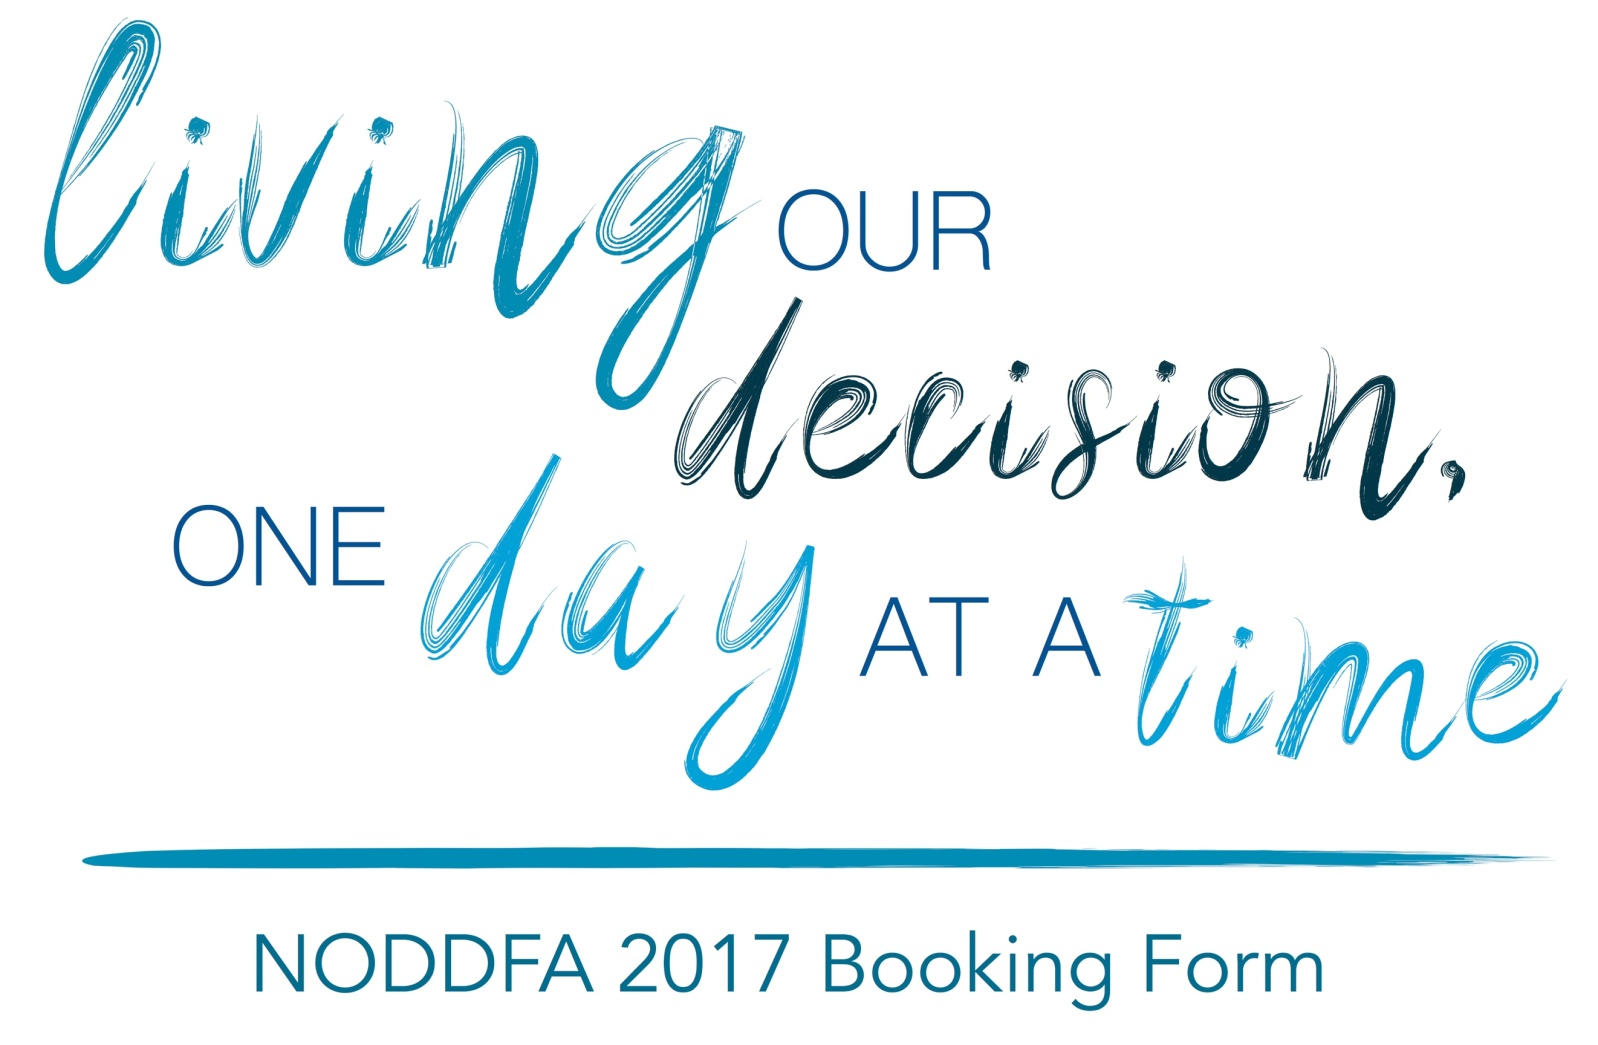 living OUR
decision,
ONE day AT A time
NODDFA 2017 Booking Form